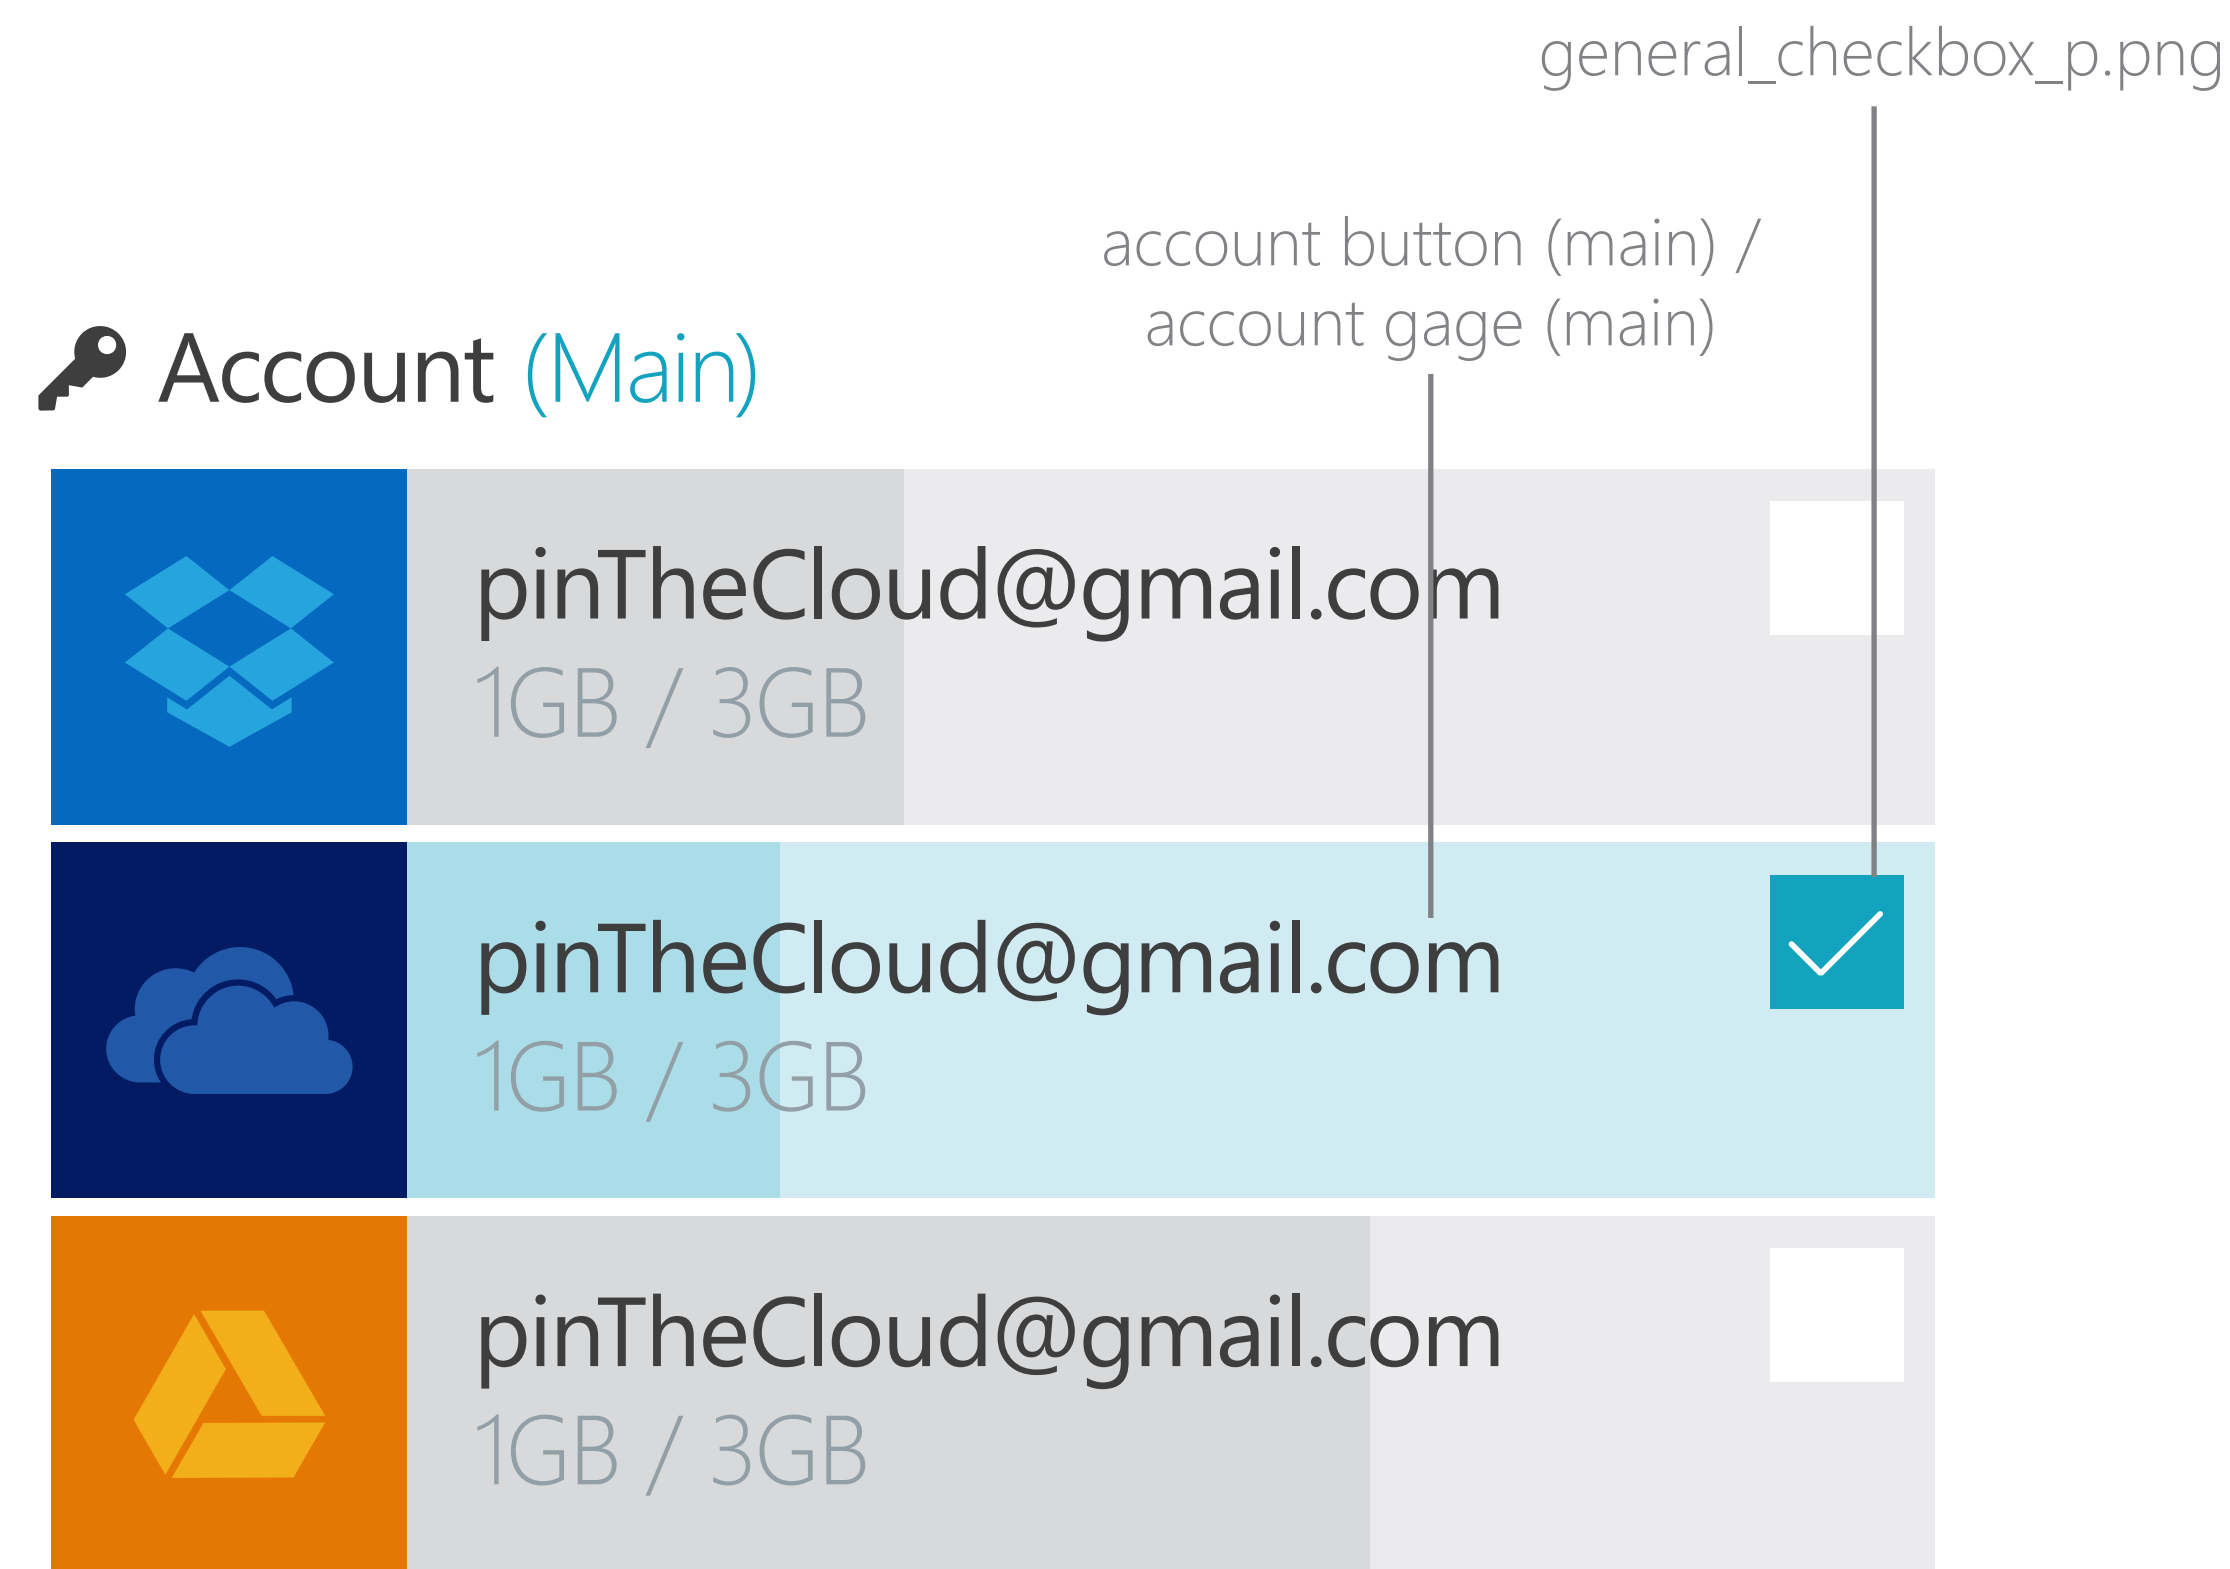 general_checkbox_p.png
account button (main) /
account gage (main)
Account (Main)
pinTheCloud@gmail.com
1GB / 3GB
pinTheCloud@gmail.com
1GB / 3GB
pinTheCloud@gmail.com
1GB / 3GB